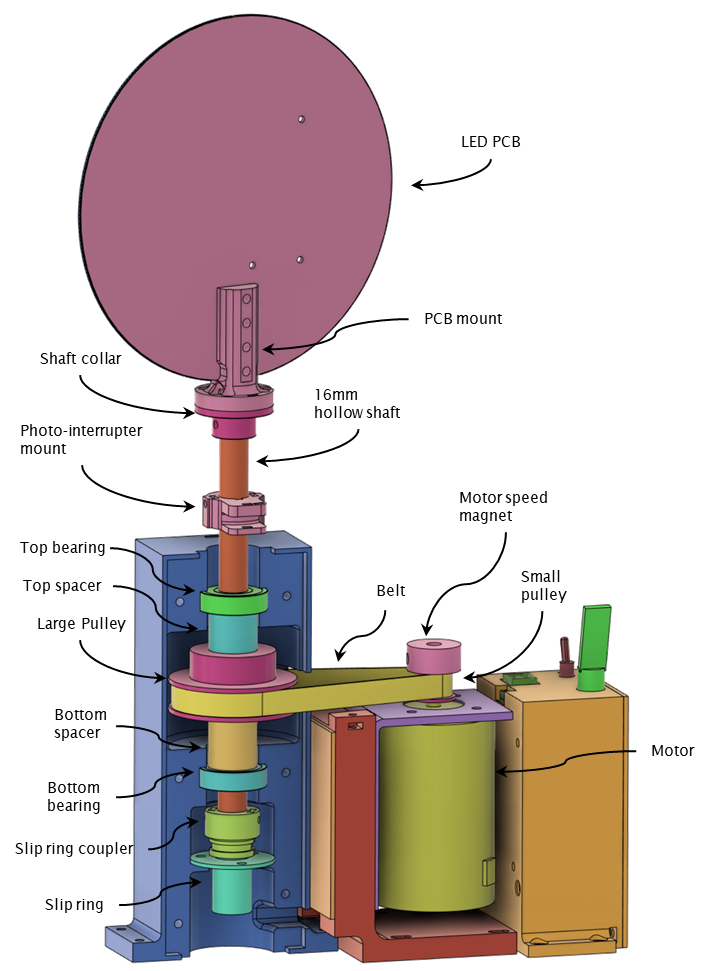 LED PCB
PCB mount
Shaft collar
16mm
hollow shaft
Photo-interrupter
mount
Motor speed
magnet
Top bearing
Small
pulley
Top spacer
Belt
Large Pulley
Bottom
spacer
Motor
Bottom
bearing
Slip ring coupler
Slip ring